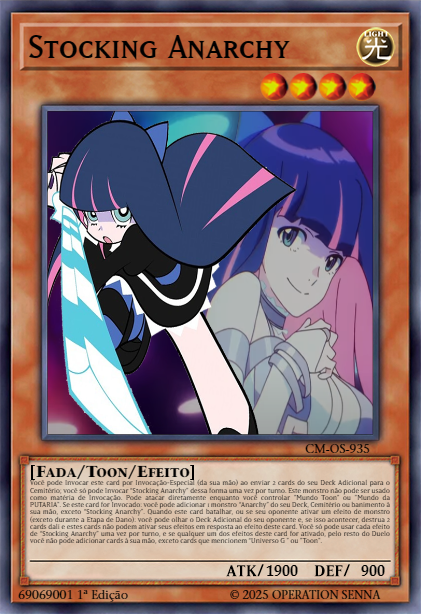 Stocking Anarchy
LIGHT
光
CM-OS-935
[Fada/Toon/Efeito]
Você pode Invocar este card por Invocação-Especial (da sua mão) ao enviar 2 cards do seu Deck Adicional para o
Cemitério; você só pode Invocar "Stocking Anarchy" dessa forma uma vez por turno. Este monstro não pode ser usado
como matéria de Invocação. Pode atacar diretamente enquanto você controlar "Mundo Toon" ou "Mundo da
PUTARIA". Se este card for Invocado: você pode adicionar 1 monstro "Anarchy" do seu Deck, Cemitério ou banimento à
sua mão, exceto "Stocking Anarchy". Quando este card batalhar, ou se seu oponente ativar um efeito de monstro
(exceto durante a Etapa de Dano): você pode olhar o Deck Adicional do seu oponente e, se isso acontecer, destrua 2
cards dali e estes cards não podem ativar seus efeitos em resposta ao efeito deste card. Você só pode usar cada efeito
de "Stocking Anarchy" uma vez por turno, e se qualquer um dos efeitos deste card for ativado, pelo resto do Duelo
você não pode adicionar cards à sua mão, exceto cards que mencionem "Universo G " ou "Toon".
ATK/1900 DEF/ 900
69069001 1ª Edição
© 2025 OPERATION SENNA